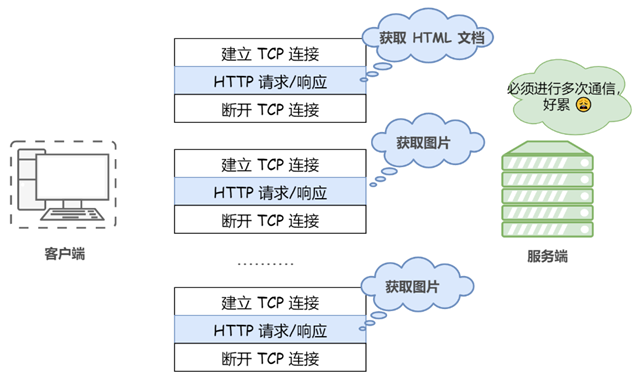 获取 HTML 文档
建立 TCP 连接
HTTP 请求/响应
断开 TCP 连接
必须进行多次通信，
好累 😩
获取图片
建立 TCP 连接
HTTP 请求/响应
断开 TCP 连接
客户端
服务端
..........
获取图片
建立 TCP 连接
HTTP 请求/响应
断开 TCP 连接